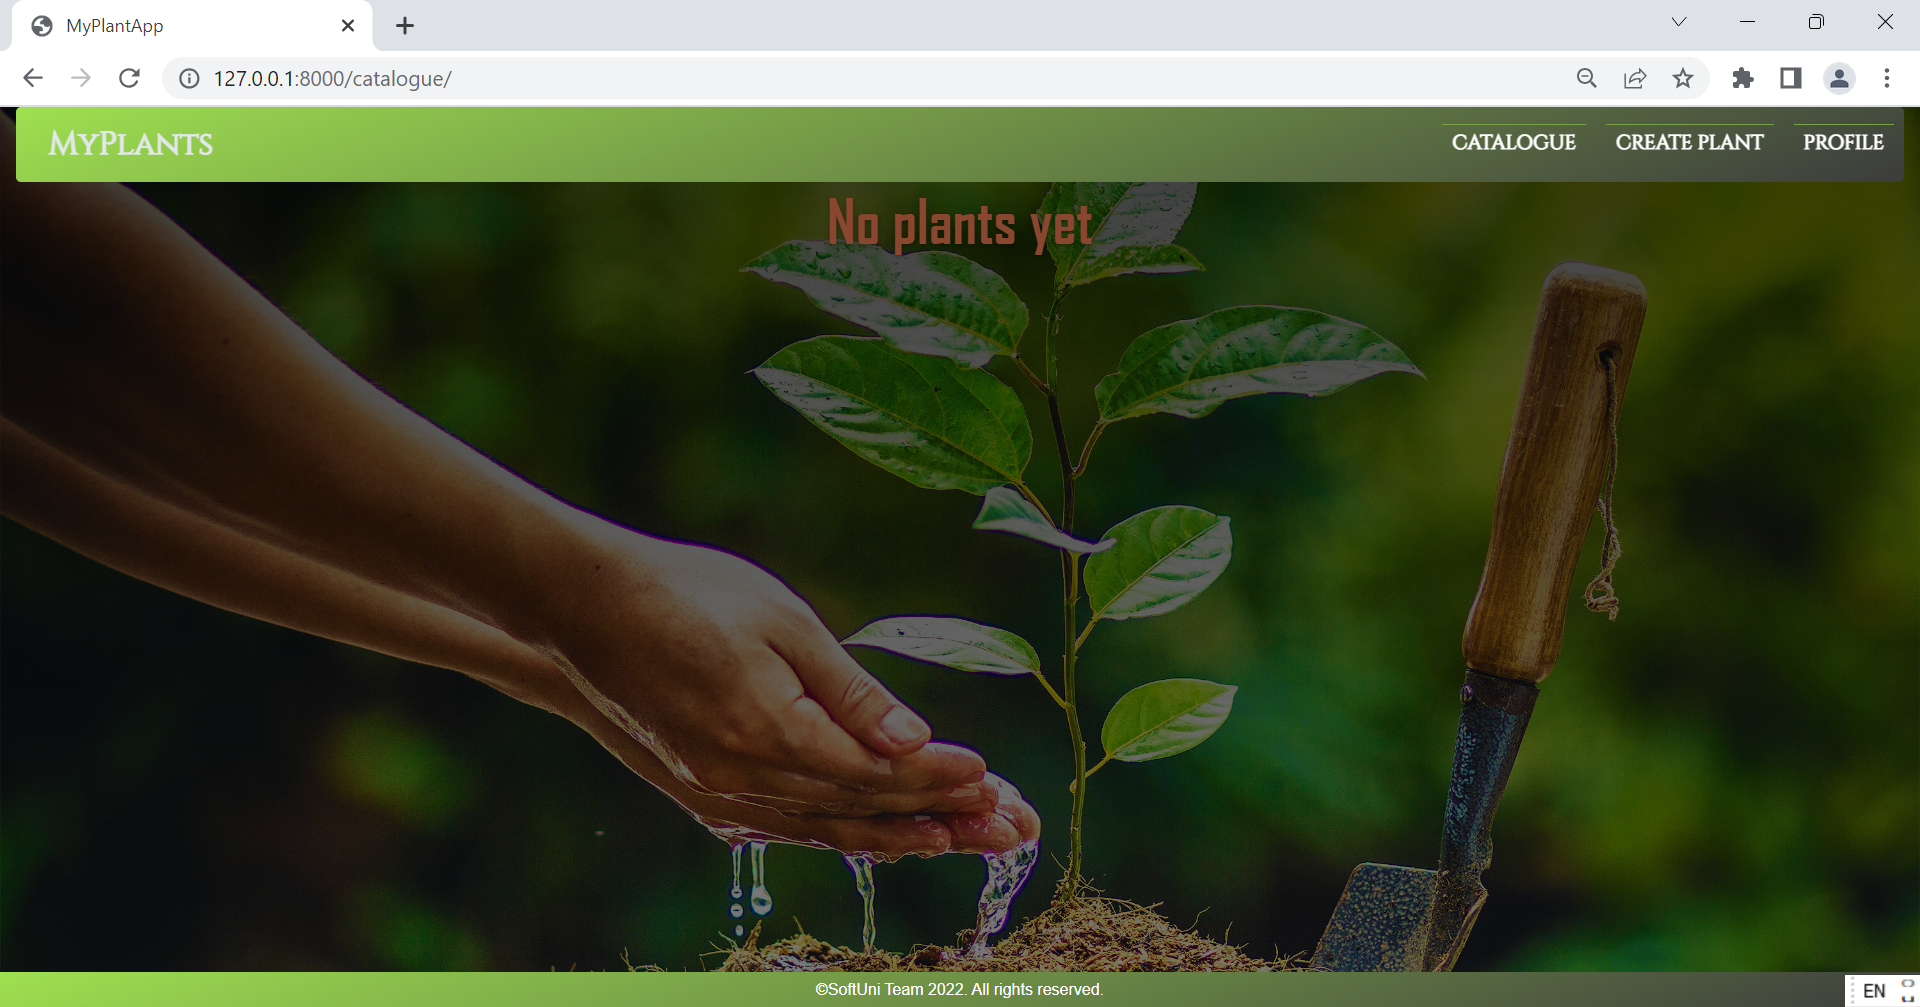 MyPlantApp
127.0.0.1:8000/catalogue/
MyPlants
CATALOGUE CREATE PLANT PROFILE
No plants yet
©SoftUni Team 2022. All rights reserved.
EN